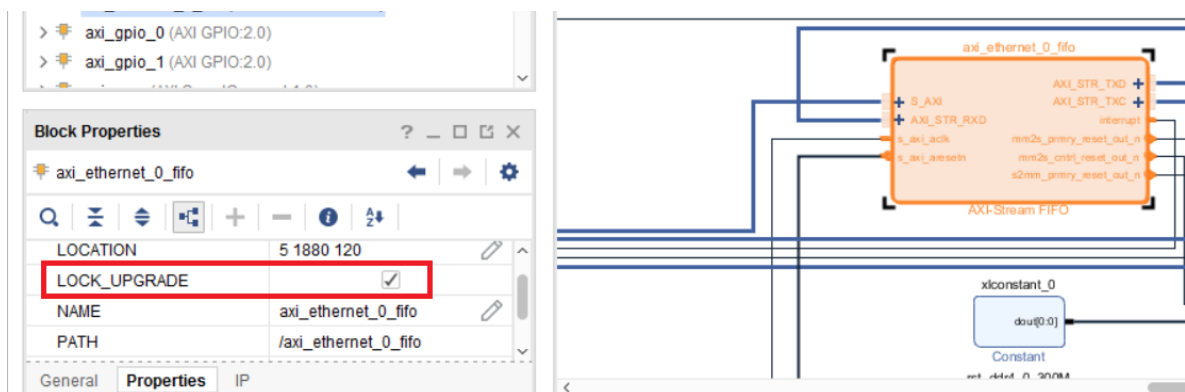 axi_gpio_0 (AXI GPIO:2.0)
axi_gpio_1 (AXI GPIO:2.0)
Block Properties
axi_ethernet_0_fifo
LOCATION 5 1880 120
LOCK_UPGRADE
NAME axi_ethernet_0_fifo
PATH /axi_ethernet_0_fifo
General Properties IP
axi_ethernet_0_fifo
S_AXI
AXI_STR_RXD
s_axi_aclk
s_axi_aresetn
AXI_STR_TXD
AXI_STR_TXC
interrupt
mm2s_prmry_reset_out_n
mm2s_cntrl_reset_out_n
s2mm_prmry_reset_out_n
AXI-Stream FIFO
xlconstant_0
dout[0:0]
Constant
rst_ddr4_0_300M